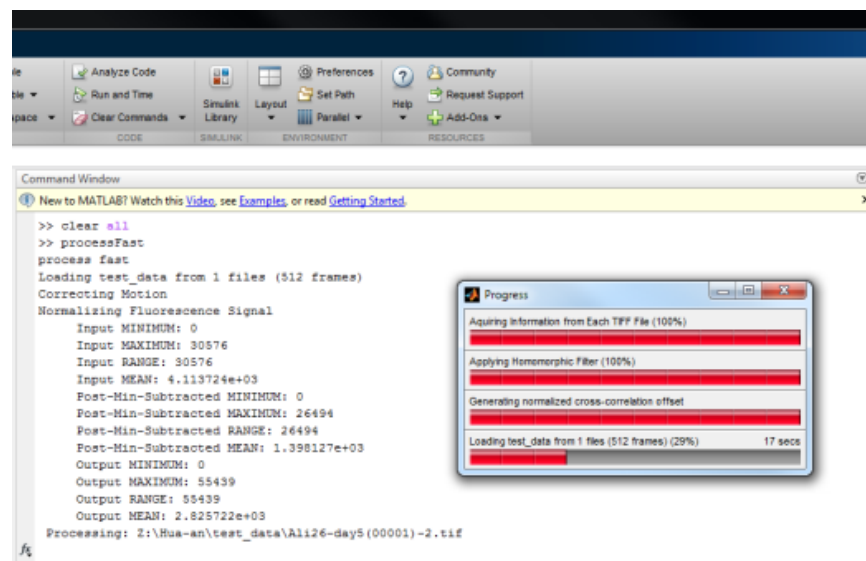 le
Analyze Code
Preferences
Community
ble
Run and Time
Set Path
Request Support
Simulink Library
Layout
Help
pace
Clear Commands
Parallel
Add-Ons
CODE
SIMULINK
ENVIRONMENT
RESOURCES
Command Window
New to MATLAB? Watch this Video, see Examples, or read Getting Started.
>> clear all
>> processFast
process fast
Loading test_data from 1 files (512 frames)
Correcting Motion
Normalizing Fluorescence Signal
Input MINIMUM: 0
Input MAXIMUM: 30576
Input RANGE: 30576
Input MEAN: 4.113724e+03
Post-Min-Subtracted MINIMUM: 0
Post-Min-Subtracted MAXIMUM: 26494
Post-Min-Subtracted RANGE: 26494
Post-Min-Subtracted MEAN: 1.398127e+03
Output MINIMUM: 0
Output MAXIMUM: 55439
Output RANGE: 55439
Output MEAN: 2.825722e+03
Processing: Z:\Hua-an\test_data\Ali26-day5(00001)-2.tif
fx
Progress
Aquiring Information from Each TIFF File (100%)
Applying Homomorphic Filter (100%)
Generating normalized cross-correlation offset
Loading test_data from 1 files (512 frames) (29%) 17 secs